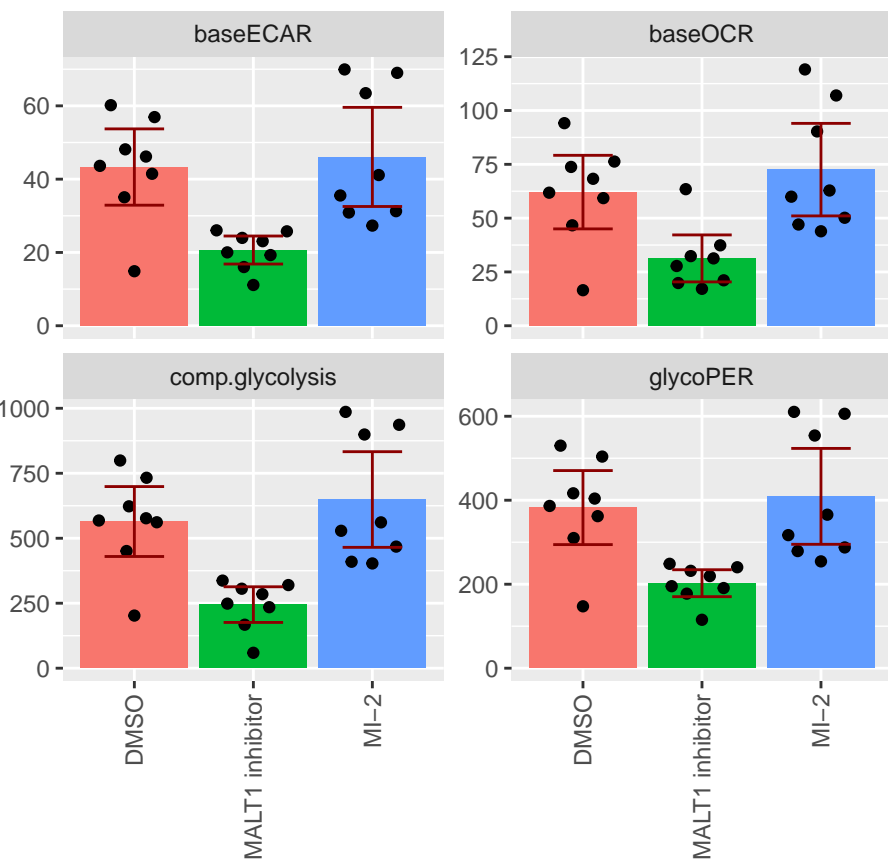 baseECAR
baseOCR
60
40
20
0
125
100
75
50
25
0
comp.glycolysis
glycoPER
1000
750
500
250
0
600
400
200
0
DMSO
MALT1 inhibitor
MI−2
DMSO
MALT1 inhibitor
MI−2